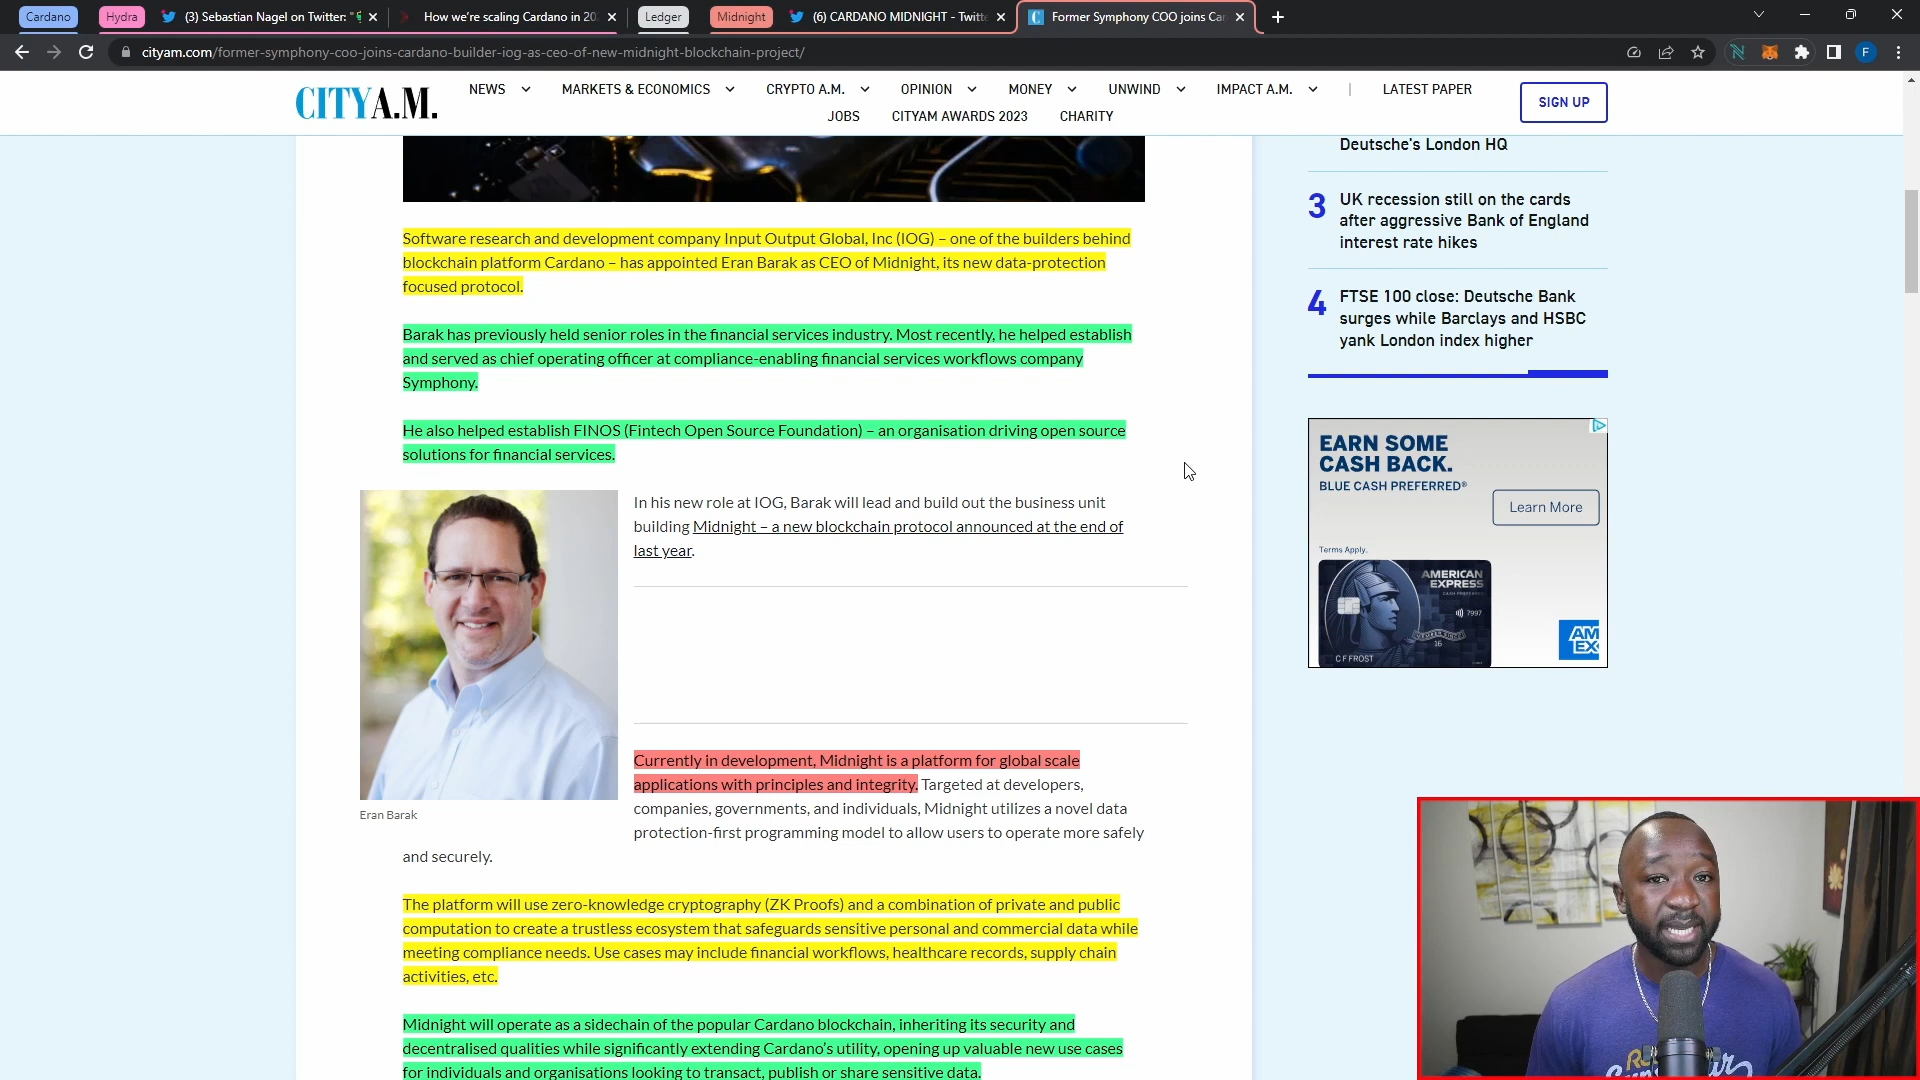 Cardano
Hydra
(3) Sebastian Nagel on Twitter: "
How we're scaling Cardano in 20
Ledger
Midnight
(6) CARDANO MIDNIGHT - Twitte
Former Symphony COO joins Car
cityam.com/former-symphony-coo-joins-cardano-builder-iog-as-ceo-of-new-midnight-blockchain-project/
F
CITYA.M.
NEWS
MARKETS & ECONOMICS
CRYPTO A.M.
OPINION
MONEY
UNWIND
IMPACT A.M.
LATEST PAPER
JOBS
CITYAM AWARDS 2023
CHARITY
SIGN UP
Software research and development company Input Output Global, Inc (IOG) – one of the builders behind
blockchain platform Cardano – has appointed Eran Barak as CEO of Midnight, its new data-protection
focused protocol.
Barak has previously held senior roles in the financial services industry. Most recently, he helped establish
and served as chief operating officer at compliance-enabling financial services workflows company
Symphony.
He also helped establish FINOS (Fintech Open Source Foundation) – an organisation driving open source
solutions for financial services.
In his new role at IOG, Barak will lead and build out the business unit
building Midnight – a new blockchain protocol announced at the end of
last year.
Eran Barak
Currently in development, Midnight is a platform for global scale
applications with principles and integrity. Targeted at developers,
companies, governments, and individuals, Midnight utilizes a novel data
protection-first programming model to allow users to operate more safely
and securely.
The platform will use zero-knowledge cryptography (ZK Proofs) and a combination of private and public
computation to create a trustless ecosystem that safeguards sensitive personal and commercial data while
meeting compliance needs. Use cases may include financial workflows, healthcare records, supply chain
activities, etc.
Midnight will operate as a sidechain of the popular Cardano blockchain, inheriting its security and
decentralised qualities while significantly extending Cardano's utility, opening up valuable new use cases
for individuals and organisations looking to transact, publish or share sensitive data.
Deutsche's London HQ
3
UK recession still on the cards
after aggressive Bank of England
interest rate hikes
4
FTSE 100 close: Deutsche Bank
surges while Barclays and HSBC
yank London index higher
EARN SOME
CASH BACK.
BLUE CASH PREFERRED®
Learn More
Terms Apply.
AMERICAN
EXPRESS
7997
16
C F FROST
AM
EX